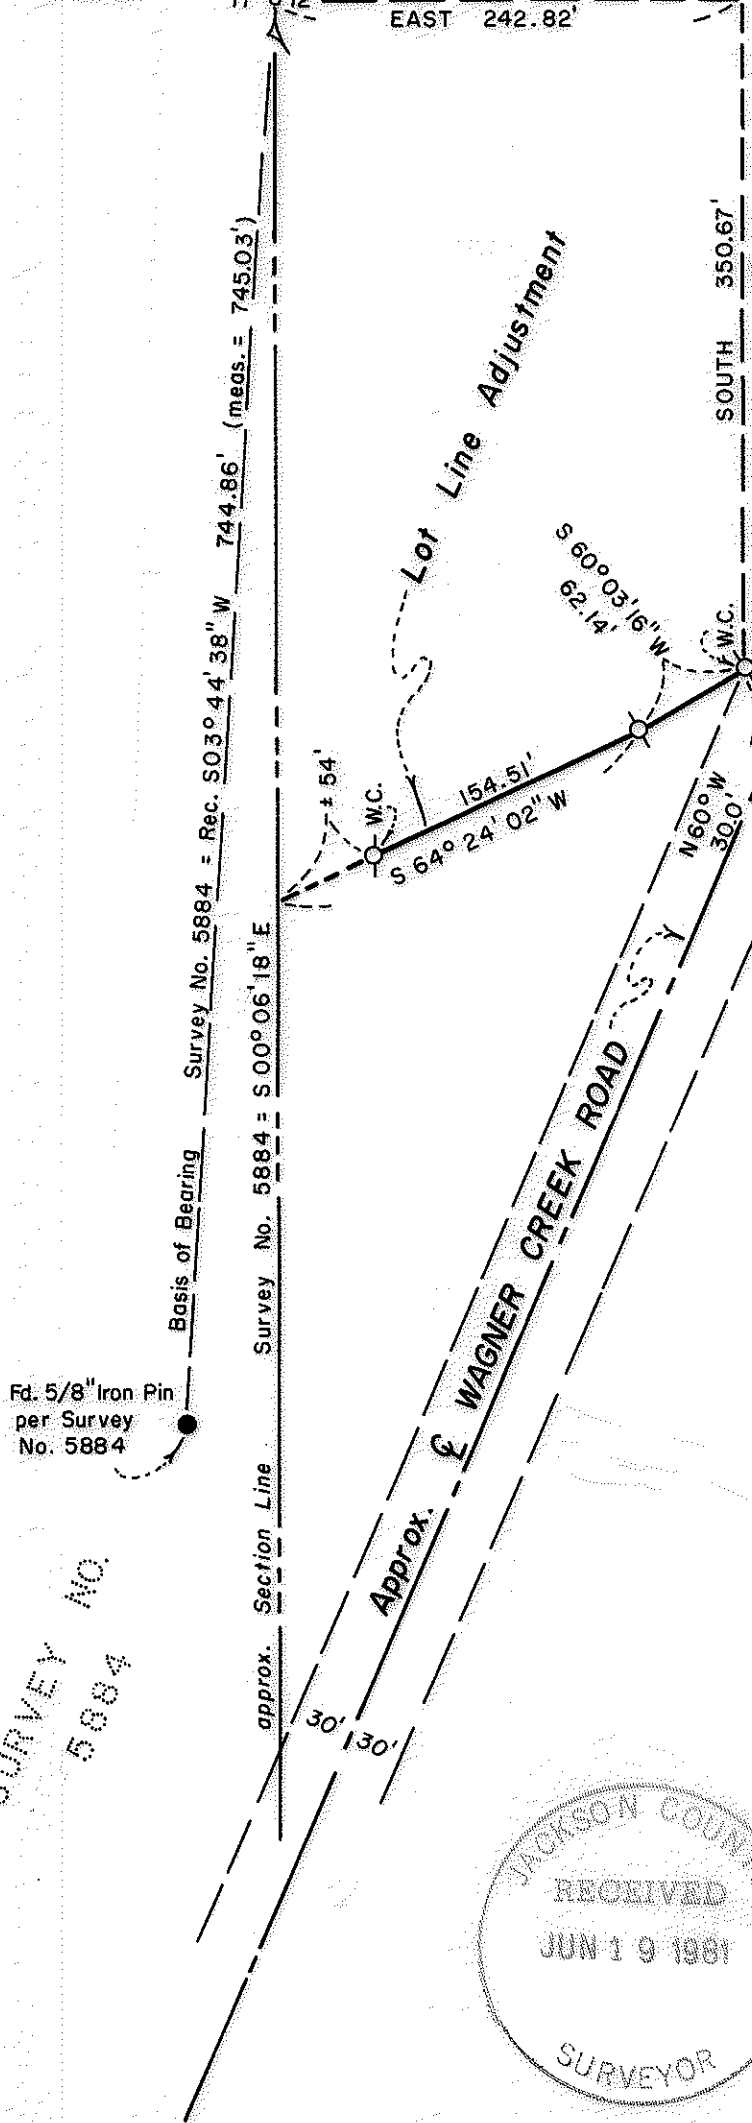 EAST 242.82'
SOUTH 350.67'
Survey No. 5884 = Rec. S03°44'38"W 744.86' (meas. = 745.03')
Basis of Bearing
Lot Line Adjustment
S 60°03'16" W
62.14'
W.C.
± 54'
W.C.
154.51'
S 64° 24' 02" W
N 60° W
30.0'
Survey No. 5884 = S 00°06'18" E
approx. Section Line
Approx. ℄ WAGNER CREEK ROAD
Fd. 5/8" Iron Pin
per Survey
No. 5884
SURVEY NO.
5884
30' 30'
JACKSON
RECEIVED
JUN 19 1981
SURVEYOR